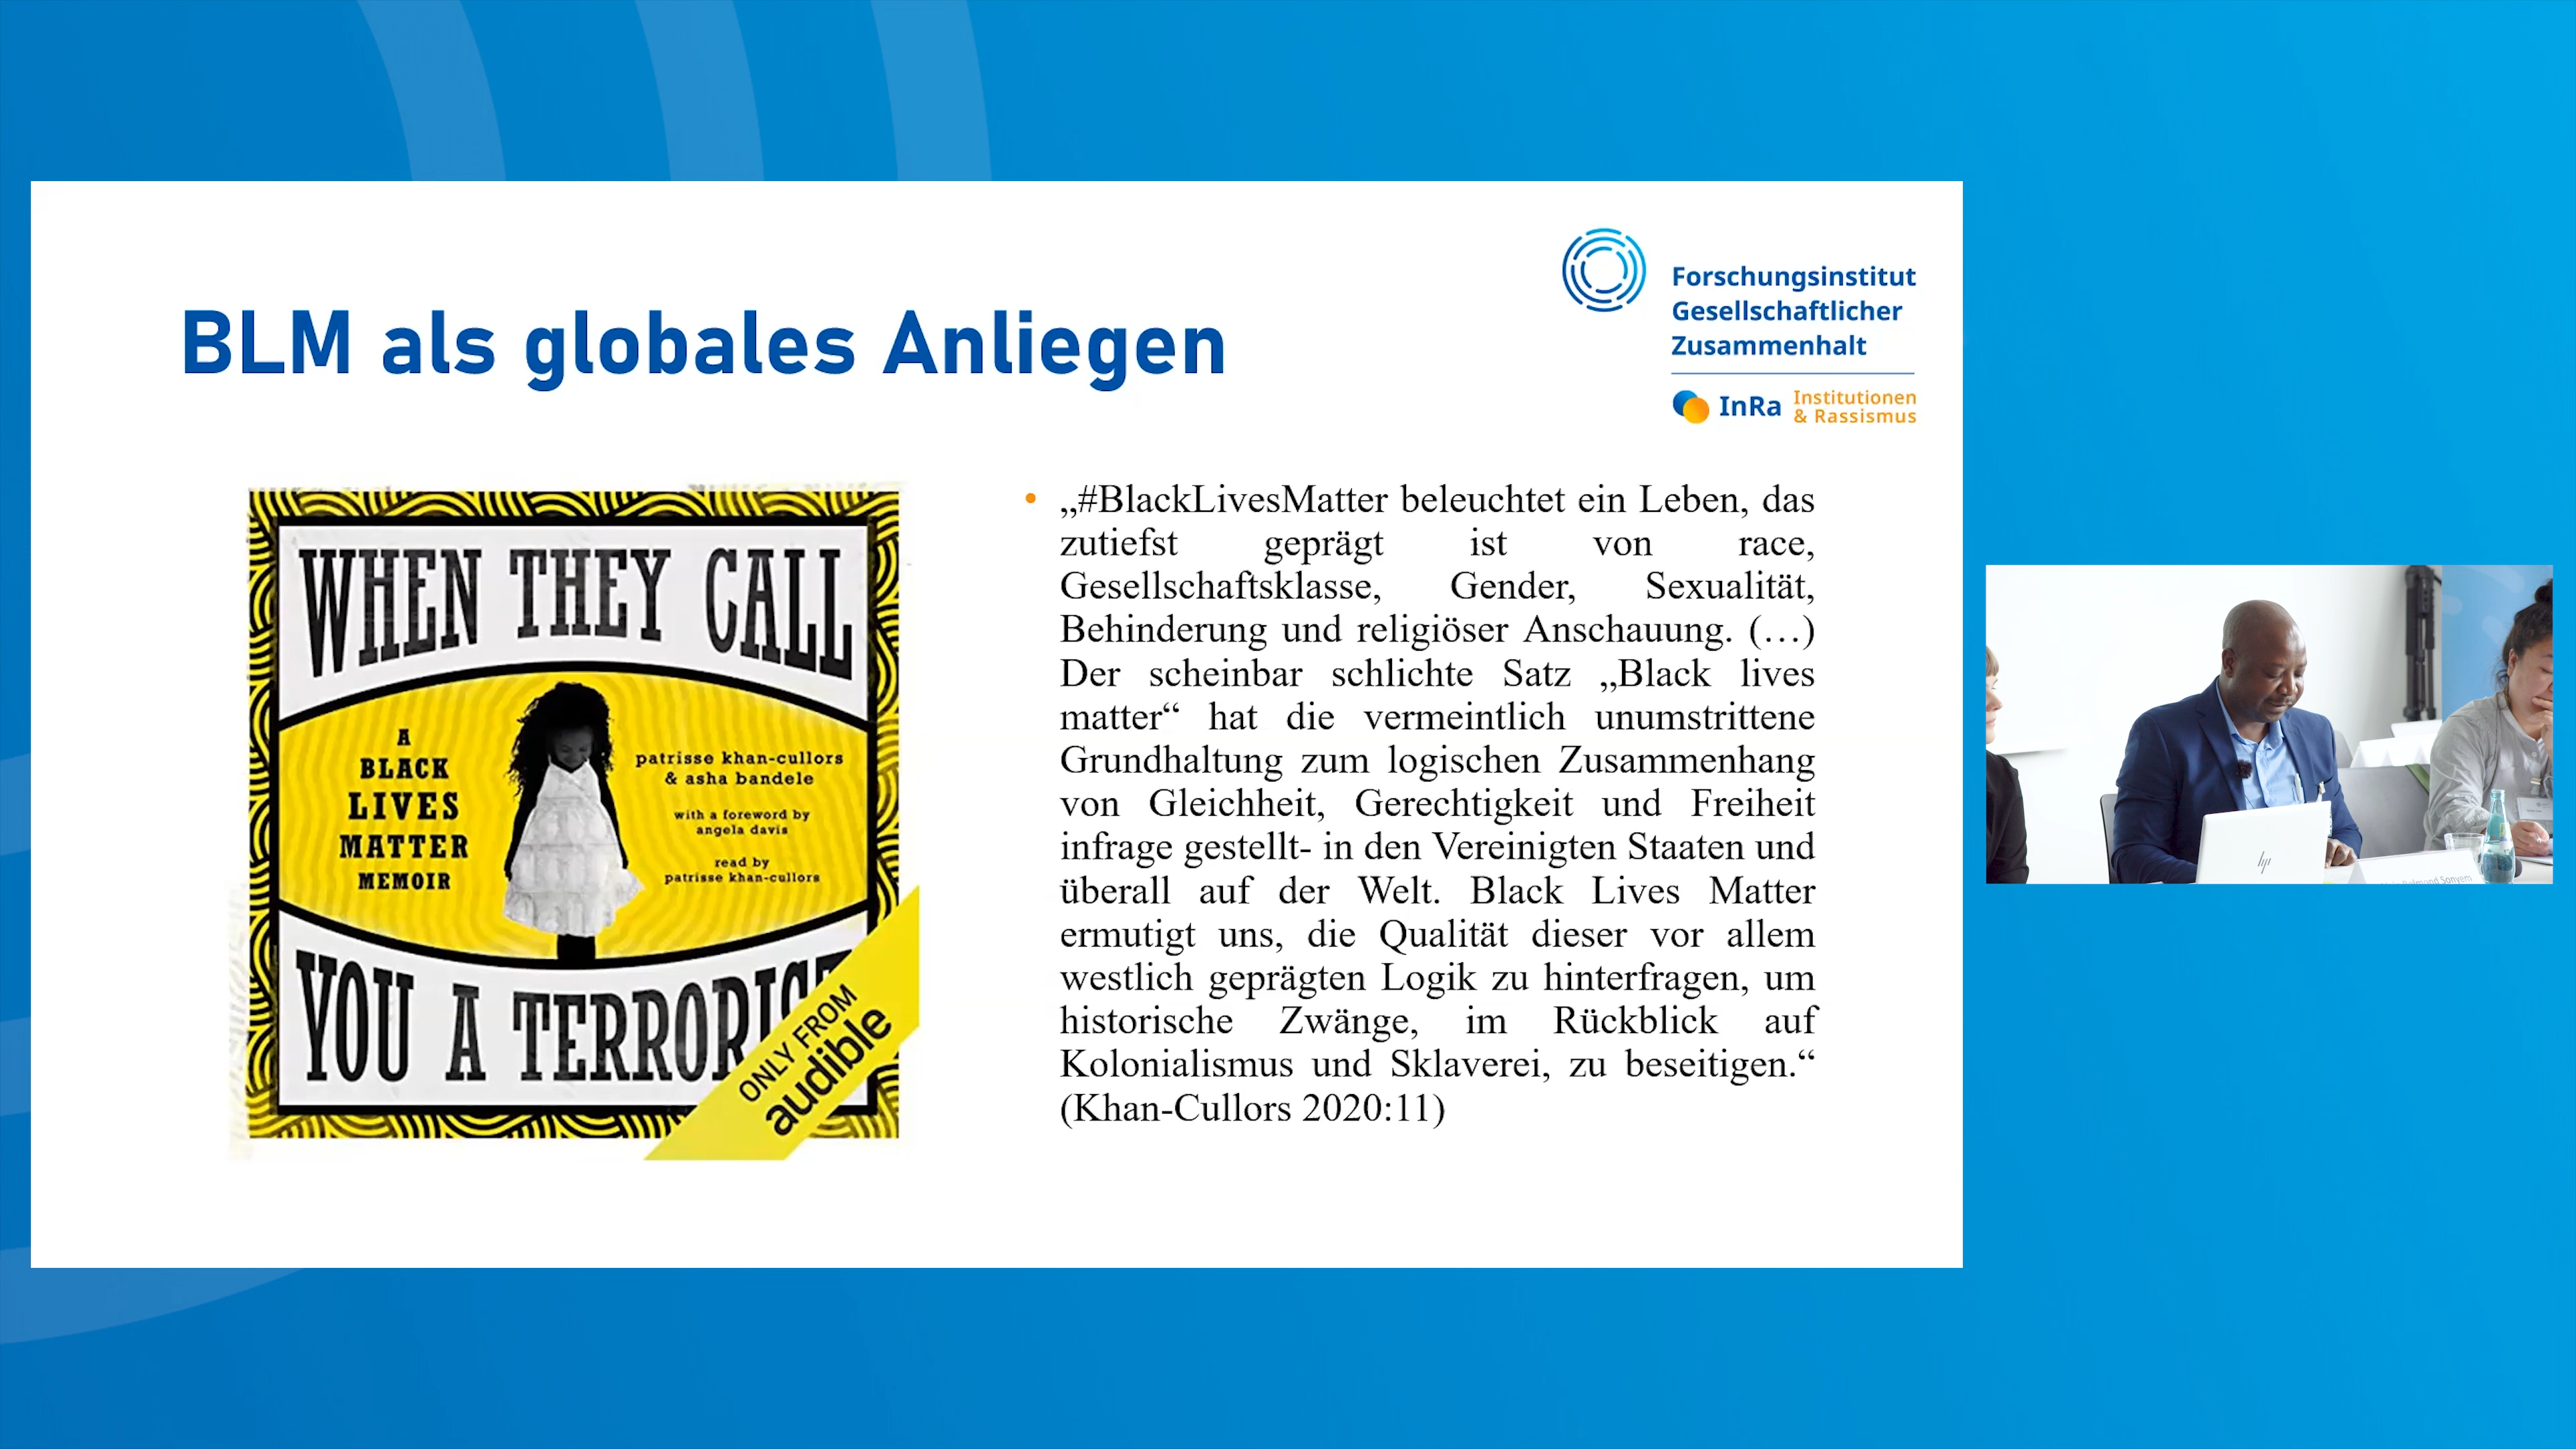 BLM als globales Anliegen
Forschungsinstitut
Gesellschaftlicher
Zusammenhalt
InRa
Institutionen
& Rassismus
WHEN THEY CALL
A
BLACK
LIVES
MATTER
MEMOIR
patrisse khan-cullors
& asha bandele
with a foreword by
angela davis
read by
patrisse khan-cullors
YOU A TERRORIST
ONLY FROM
audible
• „#BlackLivesMatter beleuchtet ein Leben, das
zutiefst geprägt ist von race,
Gesellschaftsklasse, Gender, Sexualität,
Behinderung und religiöser Anschauung. (…)
Der scheinbar schlichte Satz „Black lives
matter“ hat die vermeintlich unumstrittene
Grundhaltung zum logischen Zusammenhang
von Gleichheit, Gerechtigkeit und Freiheit
infrage gestellt- in den Vereinigten Staaten und
überall auf der Welt. Black Lives Matter
ermutigt uns, die Qualität dieser vor allem
westlich geprägten Logik zu hinterfragen, um
historische Zwänge, im Rückblick auf
Kolonialismus und Sklaverei, zu beseitigen.“
(Khan-Cullors 2020:11)
hp